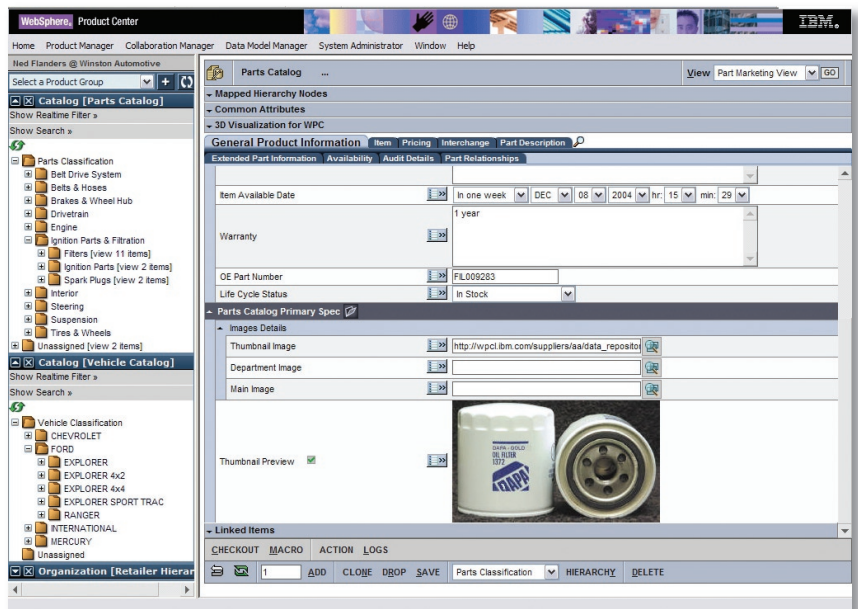 WebSphere. Product Center
IBM.
Home Product Manager Collaboration Manager Data Model Manager System Administrator Window Help
Ned Flanders @ Winston Automotive
Select a Product Group
Catalog [Parts Catalog]
Show Realtime Filter »
Show Search »
Parts Classification
Belt Drive System
Belts & Hoses
Brakes & Wheel Hub
Drivetrain
Engine
Ignition Parts & Filtration
Filters [view 11 items]
Ignition Parts [view 2 items]
Spark Plugs [view 2 items]
Interior
Steering
Suspension
Tires & Wheels
Unassigned [view 2 items]
Catalog [Vehicle Catalog]
Show Realtime Filter »
Show Search »
Vehicle Classification
CHEVROLET
FORD
EXPLORER
EXPLORER 4x2
EXPLORER 4x4
EXPLORER SPORT TRAC
RANGER
INTERNATIONAL
MERCURY
Unassigned
Organization [Retailer Hierar
Parts Catalog ...
View Part Marketing View GO
Mapped Hierarchy Nodes
Common Attributes
3D Visualization for WPC
General Product Information Item Pricing Interchange Part Description
Extended Part Information Availability Audit Details Part Relationships
Item Available Date In one week DEC 08 2004 hr: 15 min: 29
Warranty 1 year
OE Part Number FIL009283
Life Cycle Status In Stock
Parts Catalog Primary Spec
Images Details
Thumbnail Image http://wpcl.ibm.com/suppliers/aa/data_repositor
Department Image
Main Image
Thumbnail Preview
DAPA - GOLD
OIL FILTER
1372
DAPA
Linked Items
CHECKOUT MACRO ACTION LOGS
1 ADD CLONE DROP SAVE Parts Classification HIERARCHY DELETE